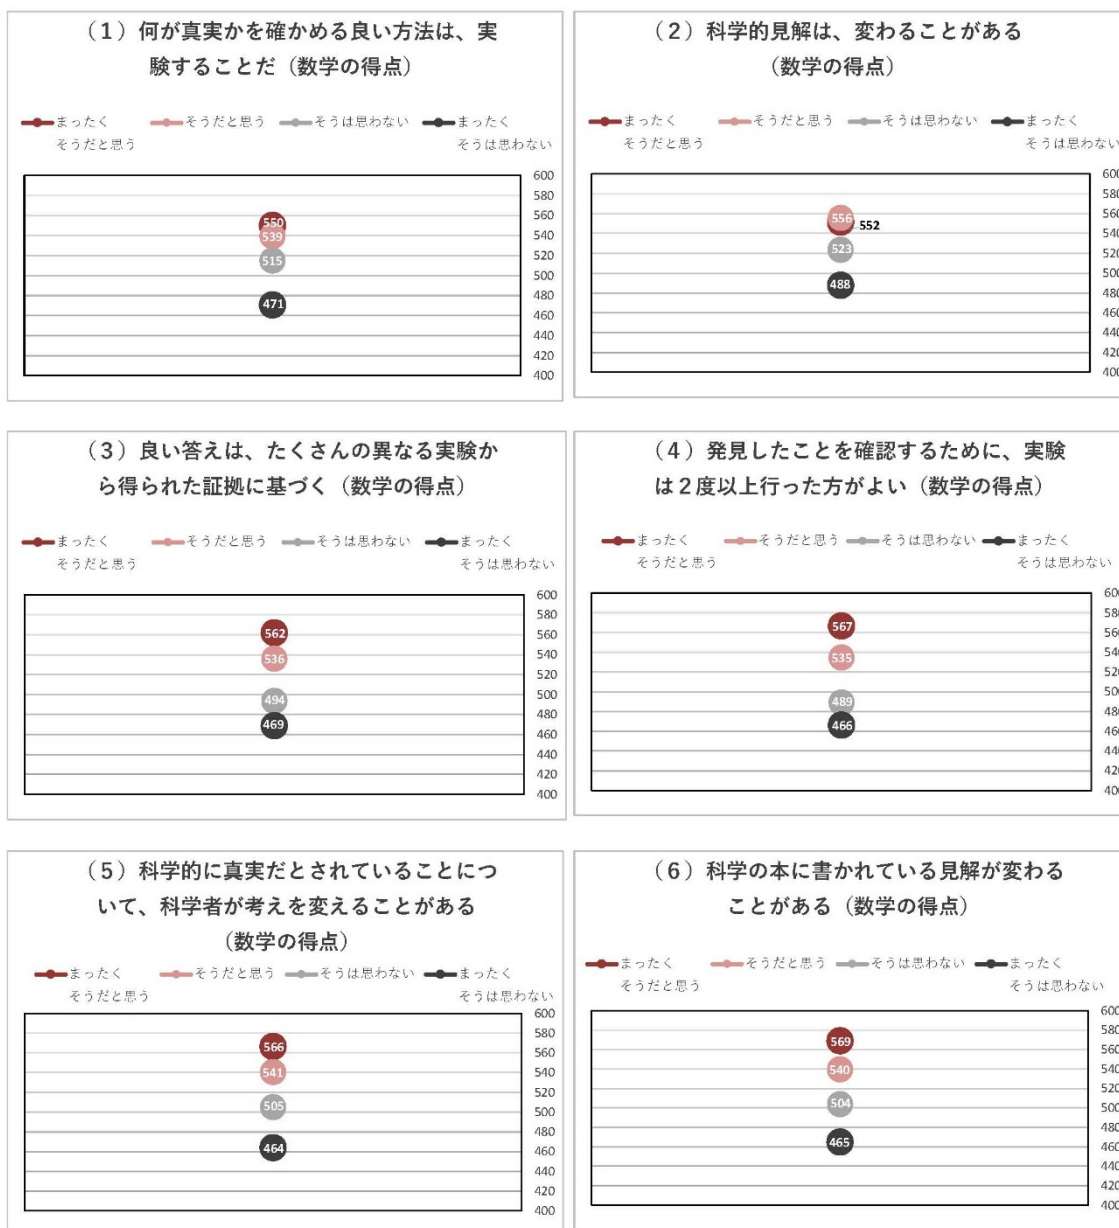 （１）何が真実かを確かめる良い方法は、実
験することだ（数学の得点）
まったく
そうだと思う
そうだと思う
そうは思わない
まったく
そうは思わない
600
580
560
540
520
500
480
460
440
420
400
550
539
515
471
（２）科学的見解は、変わることがある
（数学の得点）
まったく
そうだと思う
そうだと思う
そうは思わない
まったく
そうは思わない
600
580
560
540
520
500
480
460
440
420
400
556
552
523
488
（３）良い答えは、たくさんの異なる実験か
ら得られた証拠に基づく（数学の得点）
まったく
そうだと思う
そうだと思う
そうは思わない
まったく
そうは思わない
600
580
560
540
520
500
480
460
440
420
400
562
536
494
469
（４）発見したことを確認するために、実験
は２度以上行った方がよい（数学の得点）
まったく
そうだと思う
そうだと思う
そうは思わない
まったく
そうは思わない
600
580
560
540
520
500
480
460
440
420
400
567
535
489
466
（５）科学的に真実だとされていることにつ
いて、科学者が考えを変えることがある
（数学の得点）
まったく
そうだと思う
そうだと思う
そうは思わない
まったく
そうは思わない
600
580
560
540
520
500
480
460
440
420
400
566
541
505
464
（６）科学の本に書かれている見解が変わる
ことがある（数学の得点）
まったく
そうだと思う
そうだと思う
そうは思わない
まったく
そうは思わない
600
580
560
540
520
500
480
460
440
420
400
569
540
504
465